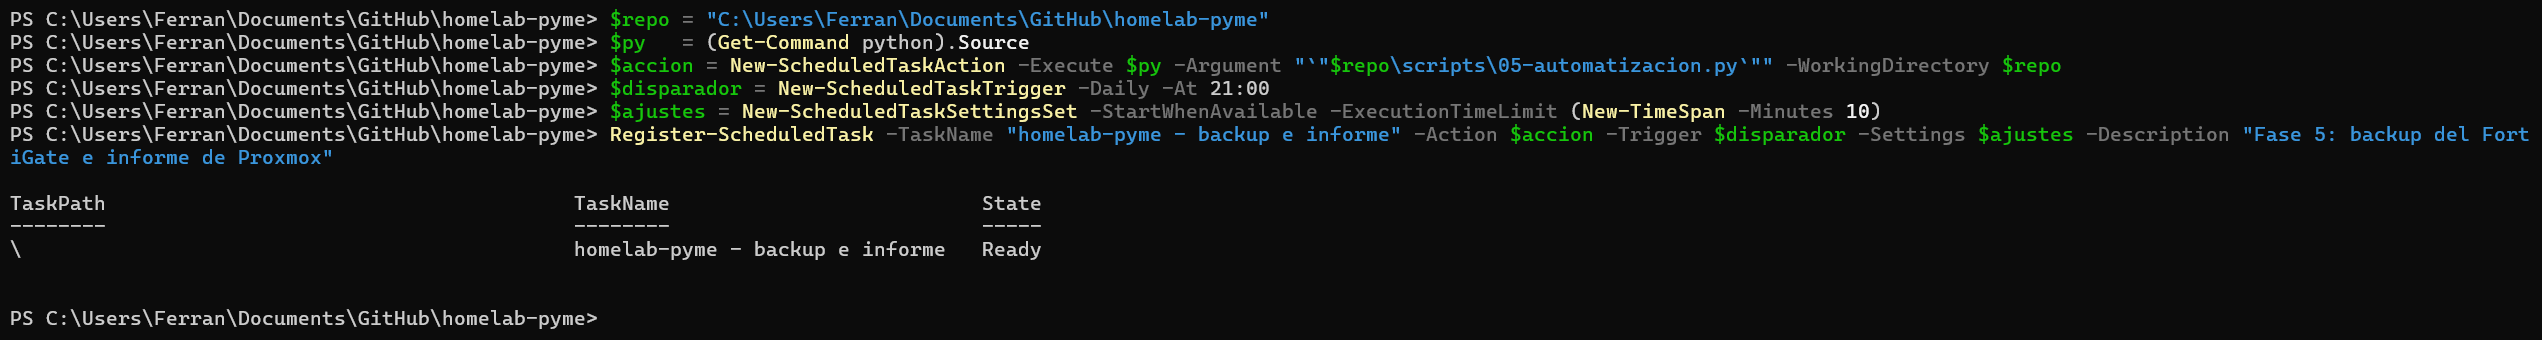 PS C:\Users\Ferran\Documents\GitHub\homelab-pyme> $repo = "C:\Users\Ferran\Documents\GitHub\homelab-pyme"
PS C:\Users\Ferran\Documents\GitHub\homelab-pyme> $py   = (Get-Command python).Source
PS C:\Users\Ferran\Documents\GitHub\homelab-pyme> $accion = New-ScheduledTaskAction -Execute $py -Argument "`"$repo\scripts\05-automatizacion.py`"" -WorkingDirectory $repo
PS C:\Users\Ferran\Documents\GitHub\homelab-pyme> $disparador = New-ScheduledTaskTrigger -Daily -At 21:00
PS C:\Users\Ferran\Documents\GitHub\homelab-pyme> $ajustes = New-ScheduledTaskSettingsSet -StartWhenAvailable -ExecutionTimeLimit (New-TimeSpan -Minutes 10)
PS C:\Users\Ferran\Documents\GitHub\homelab-pyme> Register-ScheduledTask -TaskName "homelab-pyme - backup e informe" -Action $accion -Trigger $disparador -Settings $ajustes -Description "Fase 5: backup del Fort
iGate e informe de Proxmox"
TaskPath                                       TaskName                          State
--------                                       --------                          -----
\                                              homelab-pyme - backup e informe   Ready
PS C:\Users\Ferran\Documents\GitHub\homelab-pyme>